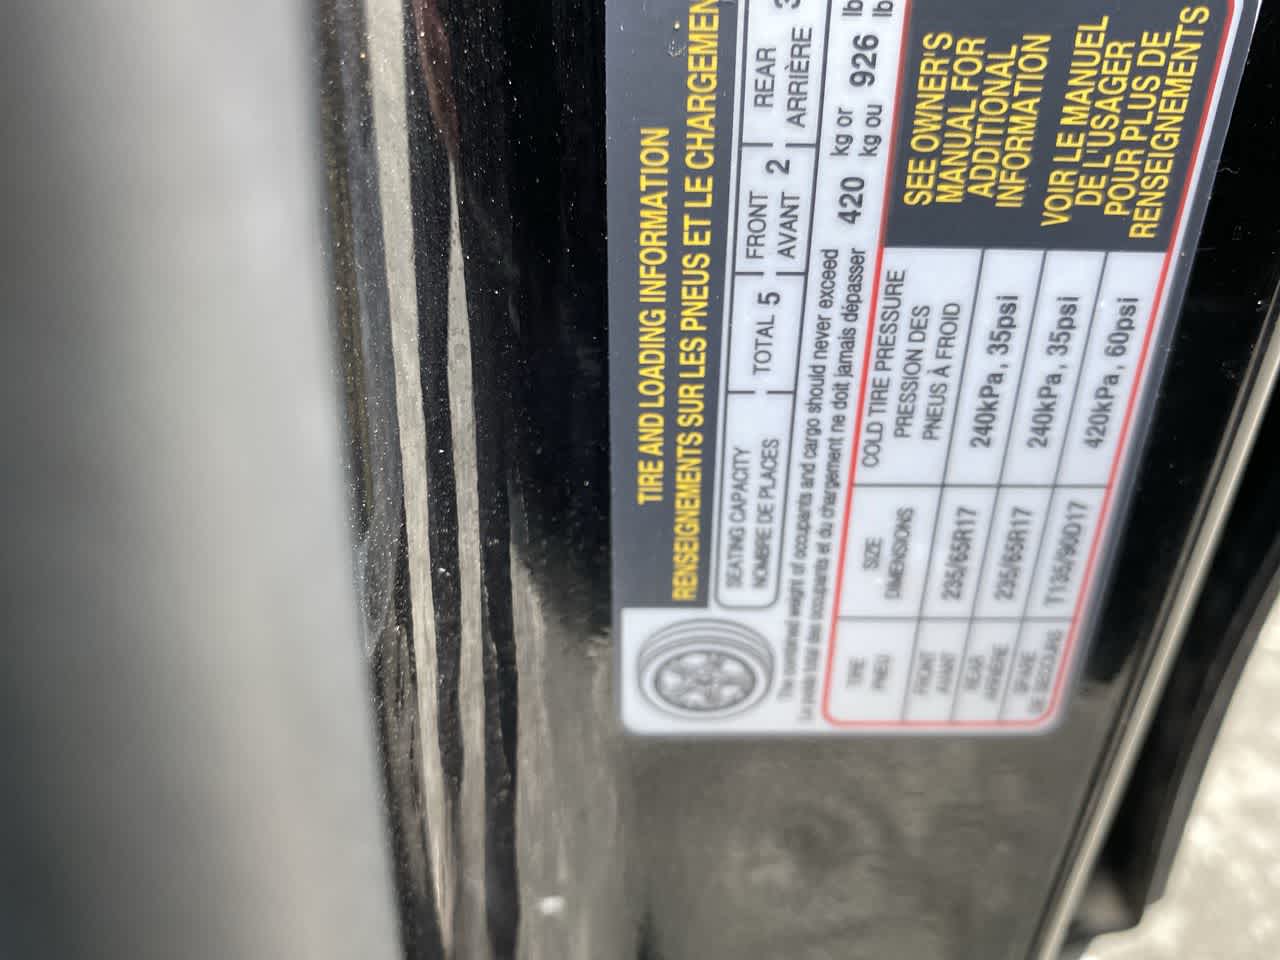 TIRE AND LOADING INFORMATION
RENSEIGNEMENTS SUR LES PNEUS ET LE CHARGEMEN
SEATING CAPACITY
NOMBRE DE PLACES
TOTAL 5
FRONT
AVANT 2
REAR
ARRIÈRE 3
The combined weight of occupants and cargo should never exceed
Le poids total des occupants et du chargement ne doit jamais dépasser
420 kg or
kg ou 926 lb
lb
TIRE
PNEU
SIZE
DIMENSIONS
COLD TIRE PRESSURE
PRESSION DES
PNEUS À FROID
FRONT
AVANT
235/65R17
240kPa, 35psi
REAR
ARRIÈRE
235/65R17
240kPa, 35psi
SPARE
DE SECOURS
T135/90D17
420kPa, 60psi
SEE OWNER'S
MANUAL FOR
ADDITIONAL
INFORMATION
VOIR LE MANUEL
DE L'USAGER
POUR PLUS DE
RENSEIGNEMENTS